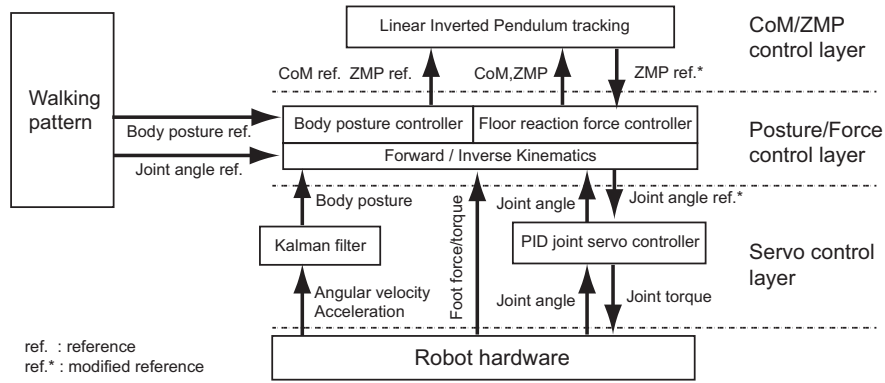 Linear Inverted Pendulum tracking
CoM/ZMP
control layer
CoM ref. ZMP ref.
CoM,ZMP
ZMP ref.*
Walking
pattern
Body posture ref.
Body posture controller
Floor reaction force controller
Posture/Force
control layer
Joint angle ref.
Forward / Inverse Kinematics
Body posture
Foot force/torque
Joint angle
Joint angle ref.*
Kalman filter
PID joint servo controller
Servo control
layer
Angular velocity
Acceleration
Joint angle
Joint torque
ref. : reference
ref.* : modified reference
Robot hardware